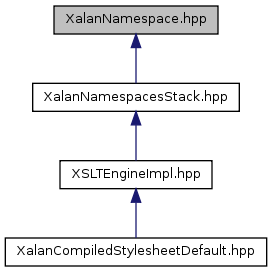 XalanNamespace.hpp
XalanNamespacesStack.hpp
XSLTEngineImpl.hpp
XalanCompiledStylesheetDefault.hpp